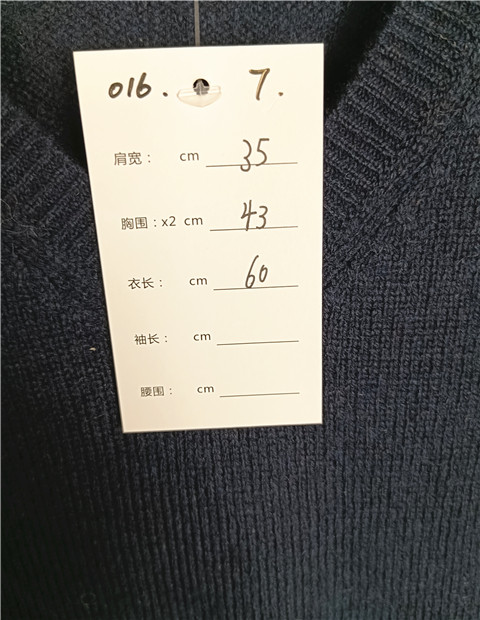 016. 7.
肩宽： cm 35
胸围：x2 cm 43
衣长： cm 60
袖长： cm
腰围： cm